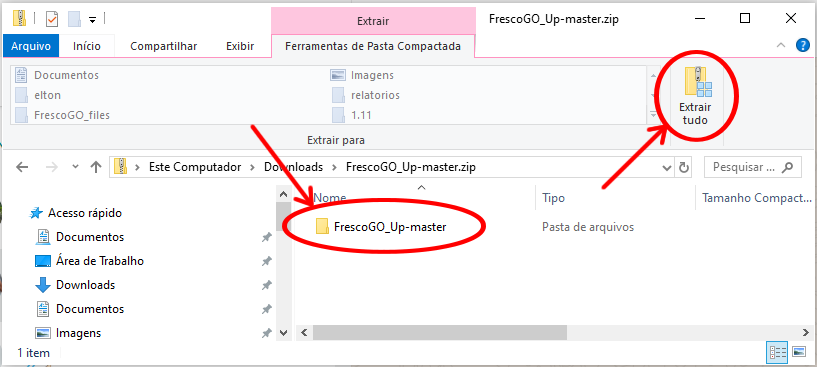 Extrair
FrescoGO_Up-master.zip
Arquivo
Início
Compartilhar
Exibir
Ferramentas de Pasta Compactada
Documentos
Imagens
elton
relatorios
FrescoGO_files
1.11
Extrair para
Extrair
tudo
Este Computador
Downloads
FrescoGO_Up-master.zip
Pesquisar ...
Nome
Tipo
Tamanho Compact...
Acesso rápido
Documentos
Área de Trabalho
Downloads
Documentos
Imagens
FrescoGO_Up-master
Pasta de arquivos
1 item